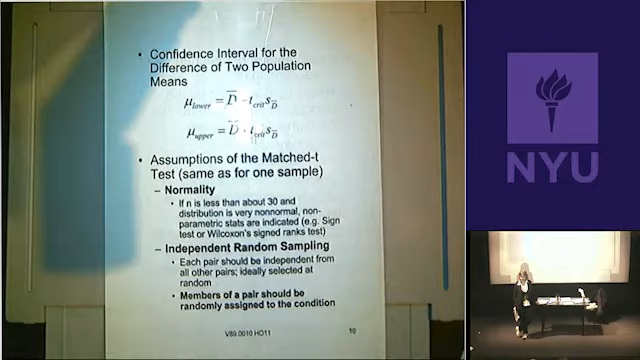 • Confidence Interval for the
Difference of Two Population
Means
μlower = D̅ - tcrit sD̅
μupper = D̅ · tcrit sD̅
• Assumptions of the Matched-t
Test (same as for one sample)
– Normality
• If n is less than about 30 and
distribution is very nonnormal, non-
parametric stats are indicated (e.g. Sign
test or Wilcoxon's signed ranks test)
– Independent Random Sampling
• Each pair should be independent from
all other pairs; ideally selected at
random
• Members of a pair should be
randomly assigned to the condition
V89.0010 HO11
10
NYU